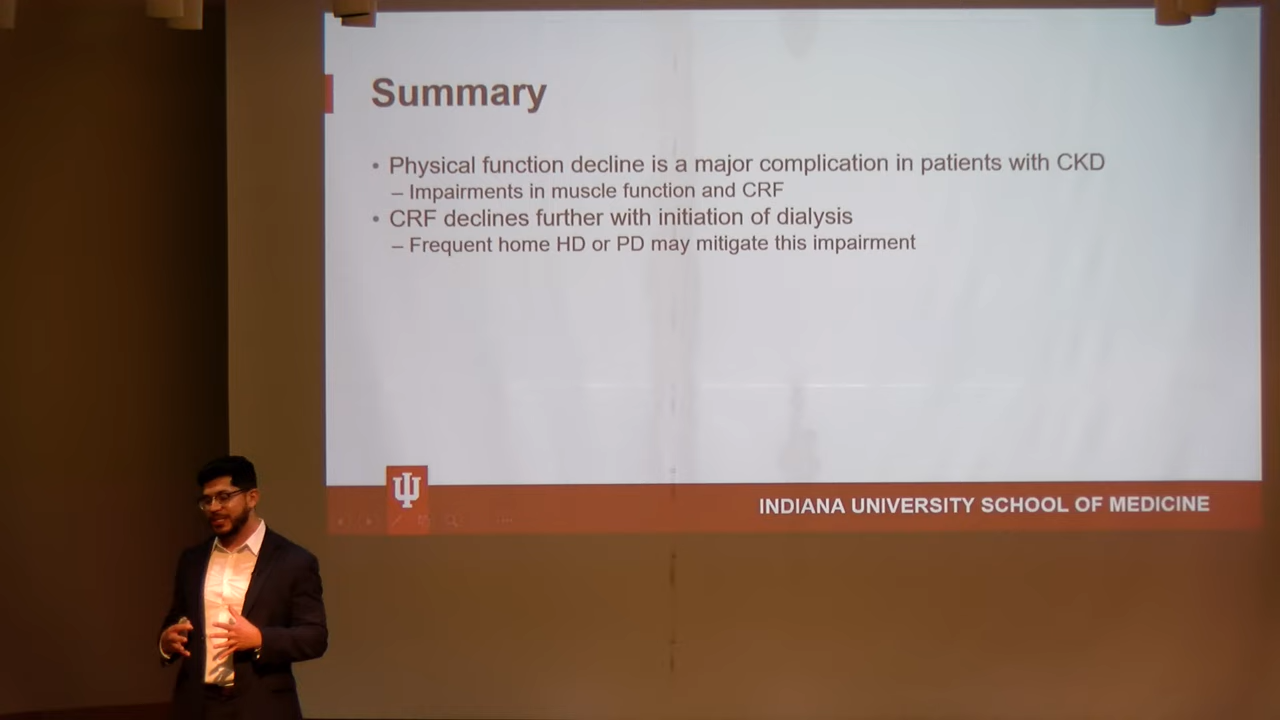 Summary
• Physical function decline is a major complication in patients with CKD
– Impairments in muscle function and CRF
• CRF declines further with initiation of dialysis
– Frequent home HD or PD may mitigate this impairment
INDIANA UNIVERSITY SCHOOL OF MEDICINE